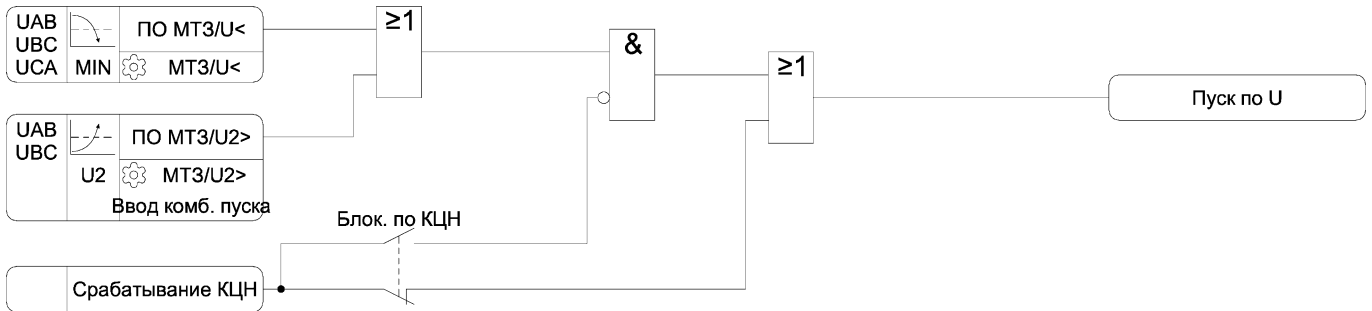 UAB
UBC
UCA
MIN
ПО МТЗ/U<
МТЗ/U<
≥1
&
≥1
Пуск по U
UAB
UBC
U2
ПО МТЗ/U2>
МТЗ/U2>
Ввод комб. пуска
Блок. по КЦН
Срабатывание КЦН